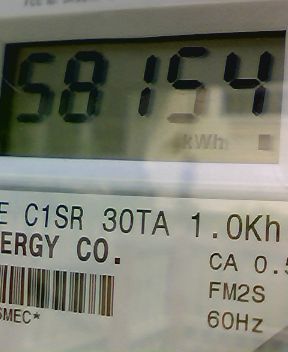 58154
kWh
E C1SR 30TA 1.0Kh
ERGY CO.
CA 0.5
FM2S
SMEC*
60Hz